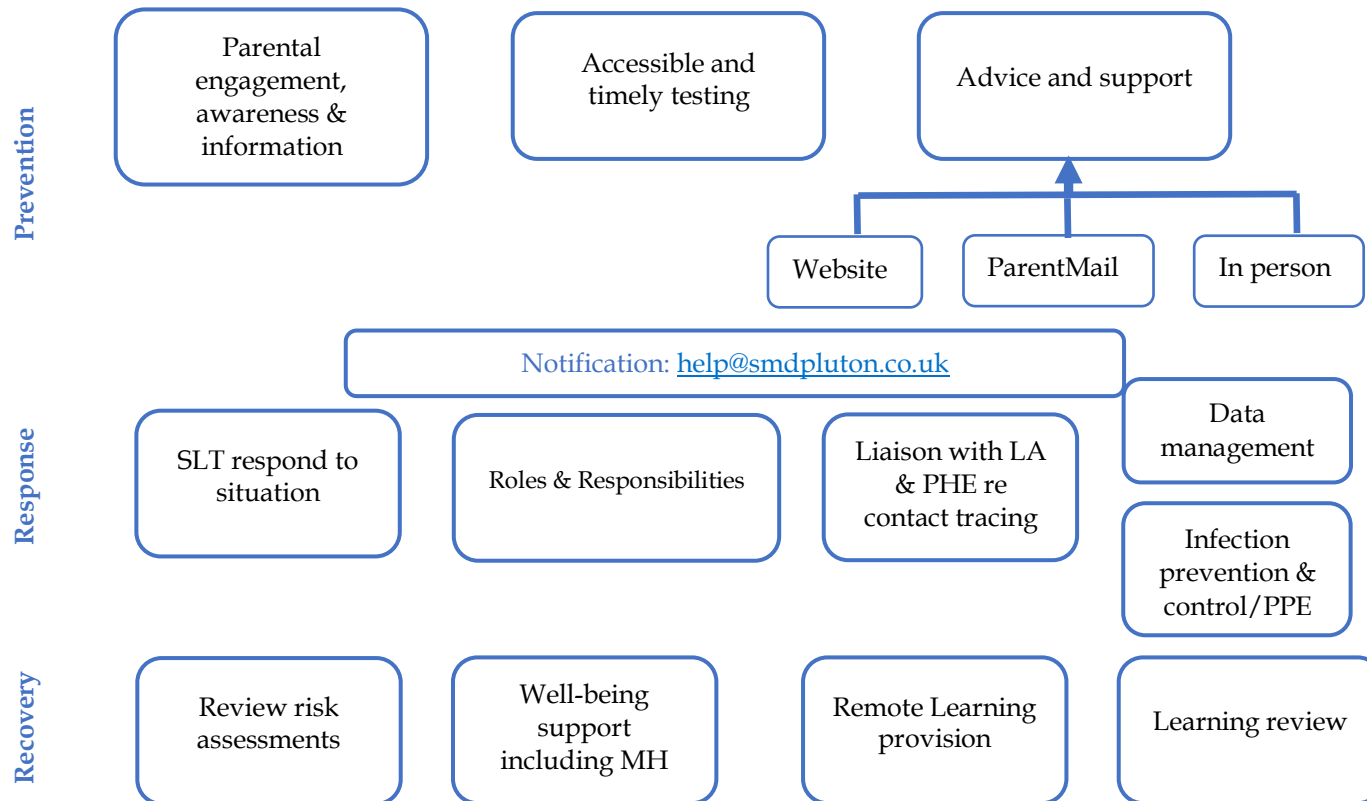 Prevention
Parental
engagement,
awareness &
information
Accessible and
timely testing
Advice and support
Website
ParentMail
In person
Notification: help@smdpluton.co.uk
Response
SLT respond to
situation
Roles & Responsibilities
Liaison with LA
& PHE re
contact tracing
Data
management
Infection
prevention &
control/PPE
Recovery
Review risk
assessments
Well-being
support
including MH
Remote Learning
provision
Learning review